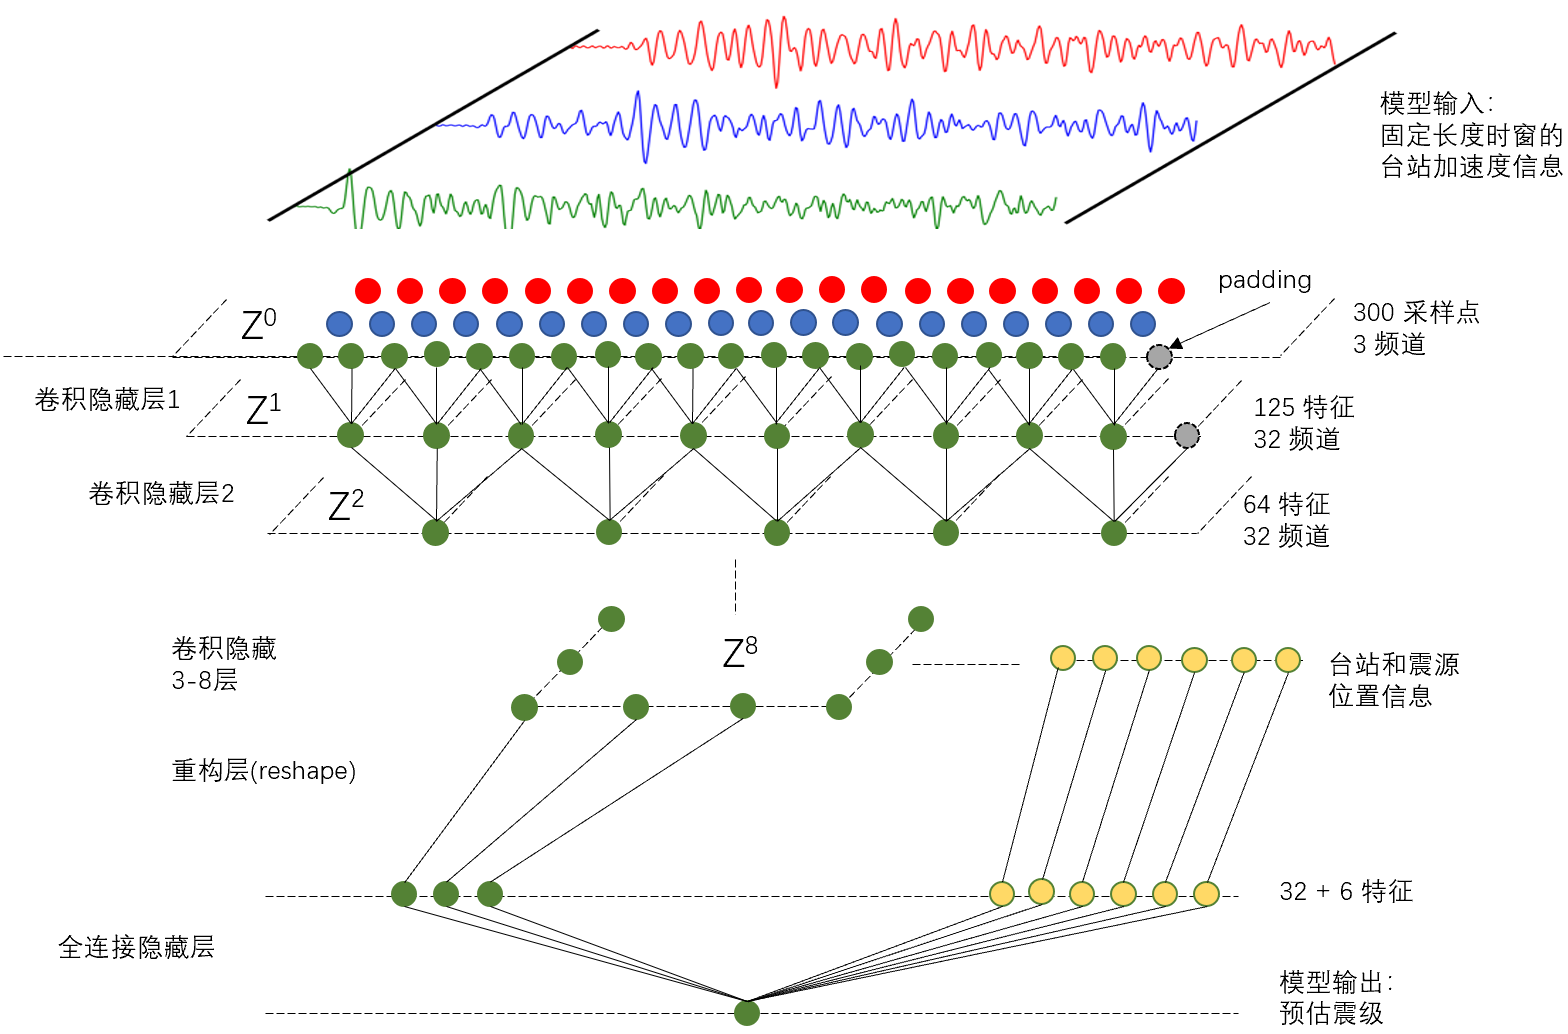 模型输入:
固定长度时窗的
台站加速度信息
padding
Z0
300 采样点
3 频道
卷积隐藏层1
Z1
125 特征
32 频道
卷积隐藏层2
Z2
64 特征
32 频道
卷积隐藏
3-8层
Z8
台站和震源
位置信息
重构层(reshape)
32 + 6 特征
全连接隐藏层
模型输出:
预估震级